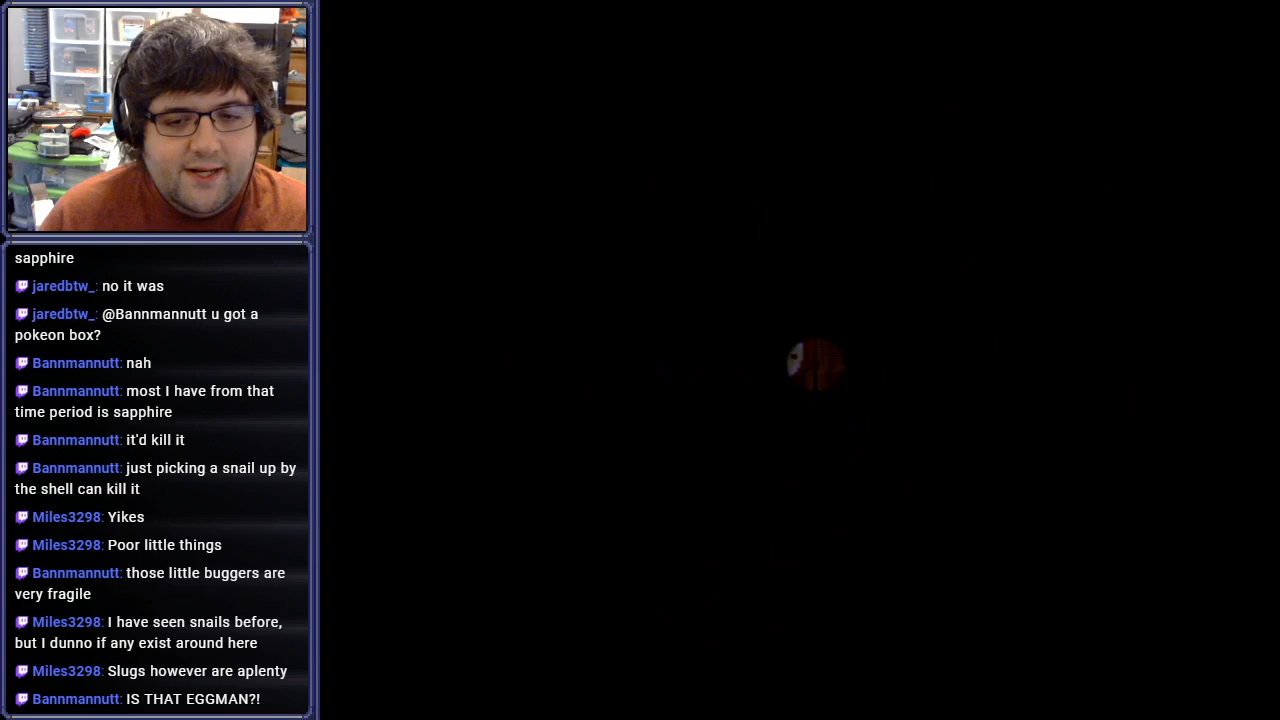 sapphire
jaredbtw_: no it was
jaredbtw_: @Bannmannutt u got a
pokeon box?
Bannmannutt: nah
Bannmannutt: most I have from that
time period is sapphire
Bannmannutt: it'd kill it
Bannmannutt: just picking a snail up by
the shell can kill it
Miles3298: Yikes
Miles3298: Poor little things
Bannmannutt: those little buggers are
very fragile
Miles3298: I have seen snails before,
but I dunno if any exist around here
Miles3298: Slugs however are aplenty
Bannmannutt: IS THAT EGGMAN?!